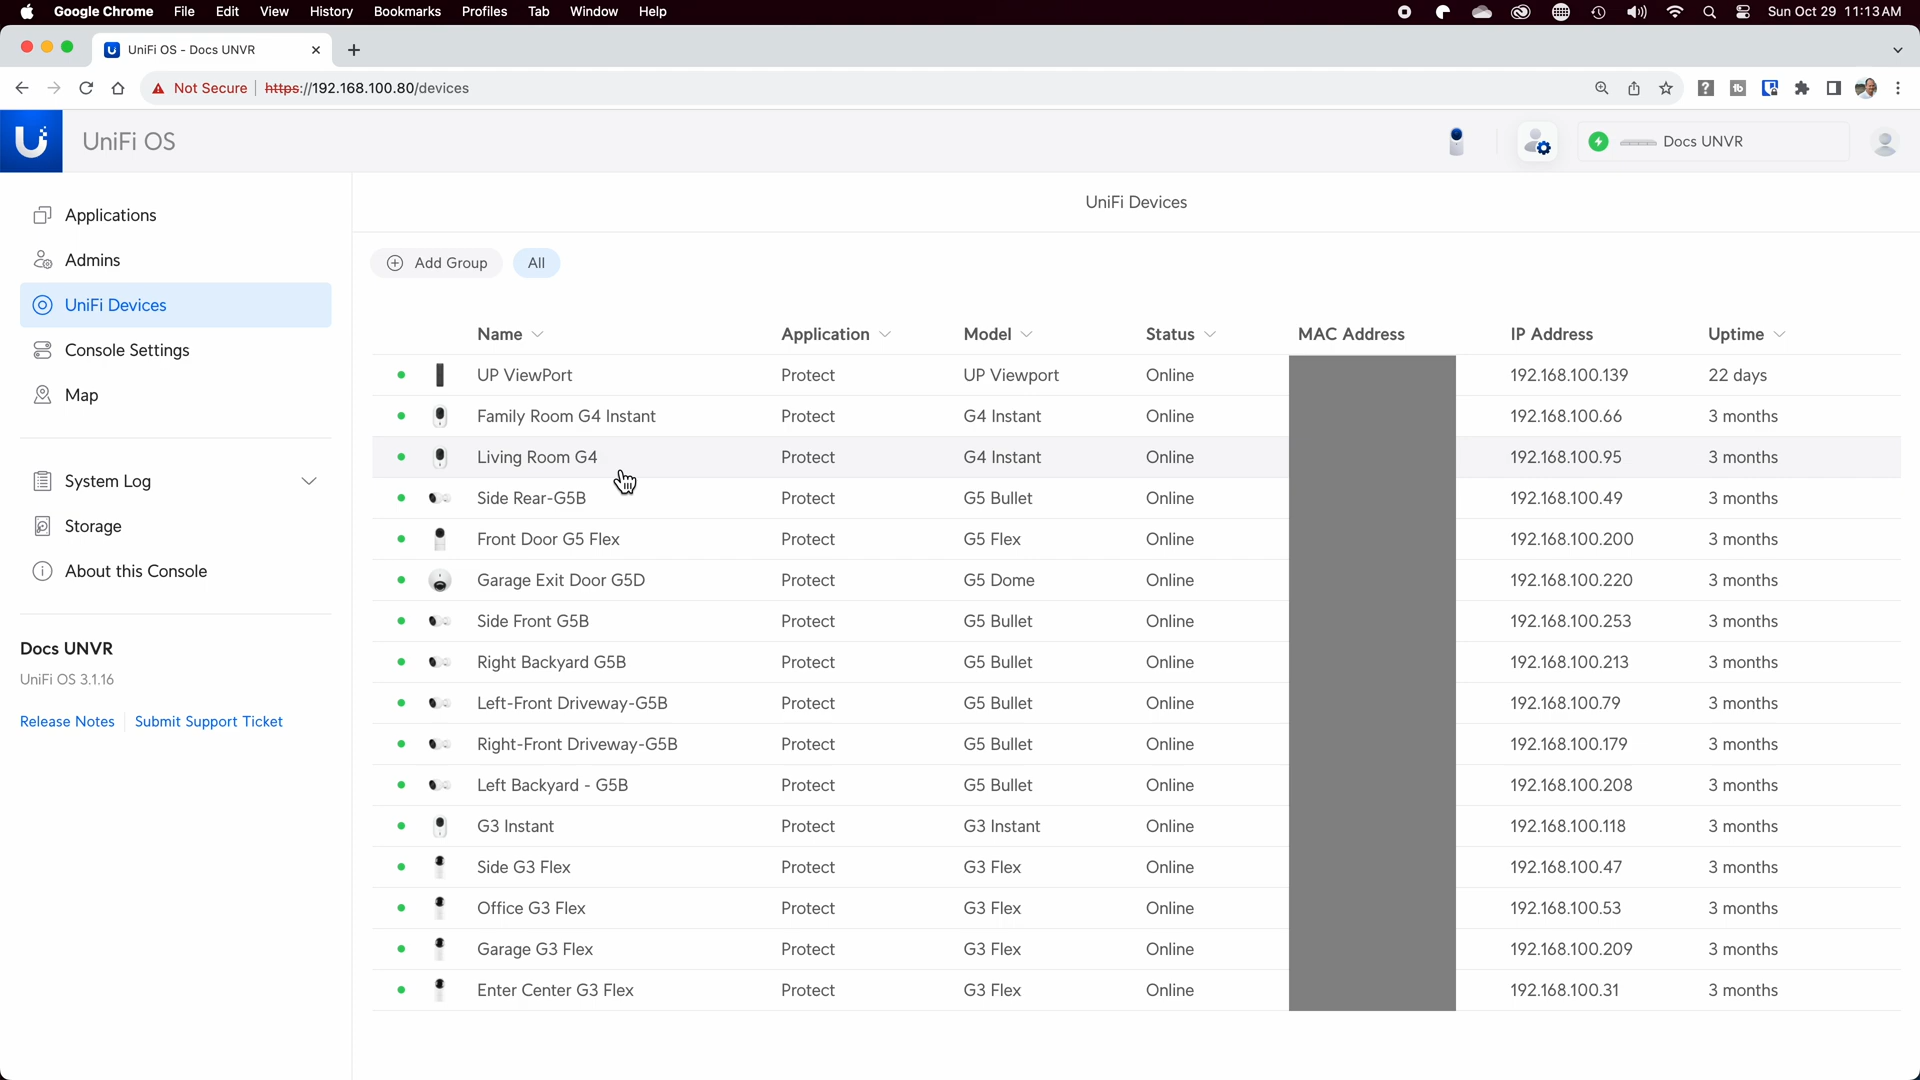 Google Chrome File Edit View History Bookmarks Profiles Tab Window Help Sun Oct 29 11:13 AM
UniFi OS - Docs UNVR
Not Secure https://192.168.100.80/devices
UniFi OS Docs UNVR
Applications
Admins
UniFi Devices
Console Settings
Map
System Log
Storage
About this Console
Docs UNVR
UniFi OS 3.1.16
Release Notes Submit Support Ticket
UniFi Devices
Add Group All
Name Application Model Status MAC Address IP Address Uptime
UP ViewPort Protect UP Viewport Online 192.168.100.139 22 days
Family Room G4 Instant Protect G4 Instant Online 192.168.100.66 3 months
Living Room G4 Protect G4 Instant Online 192.168.100.95 3 months
Side Rear-G5B Protect G5 Bullet Online 192.168.100.49 3 months
Front Door G5 Flex Protect G5 Flex Online 192.168.100.200 3 months
Garage Exit Door G5D Protect G5 Dome Online 192.168.100.220 3 months
Side Front G5B Protect G5 Bullet Online 192.168.100.253 3 months
Right Backyard G5B Protect G5 Bullet Online 192.168.100.213 3 months
Left-Front Driveway-G5B Protect G5 Bullet Online 192.168.100.79 3 months
Right-Front Driveway-G5B Protect G5 Bullet Online 192.168.100.179 3 months
Left Backyard - G5B Protect G5 Bullet Online 192.168.100.208 3 months
G3 Instant Protect G3 Instant Online 192.168.100.118 3 months
Side G3 Flex Protect G3 Flex Online 192.168.100.47 3 months
Office G3 Flex Protect G3 Flex Online 192.168.100.53 3 months
Garage G3 Flex Protect G3 Flex Online 192.168.100.209 3 months
Enter Center G3 Flex Protect G3 Flex Online 192.168.100.31 3 months